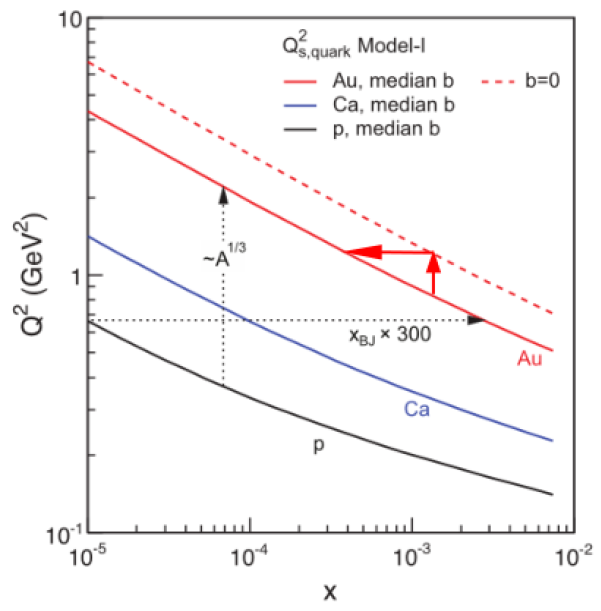 10
Q²s,quark Model-I
Au, median b
b=0
Ca, median b
p, median b
~A^1/3
Q² (GeV²)
1
xBJ × 300
Au
Ca
p
10⁻¹
10⁻⁵
10⁻⁴
10⁻³
10⁻²
x